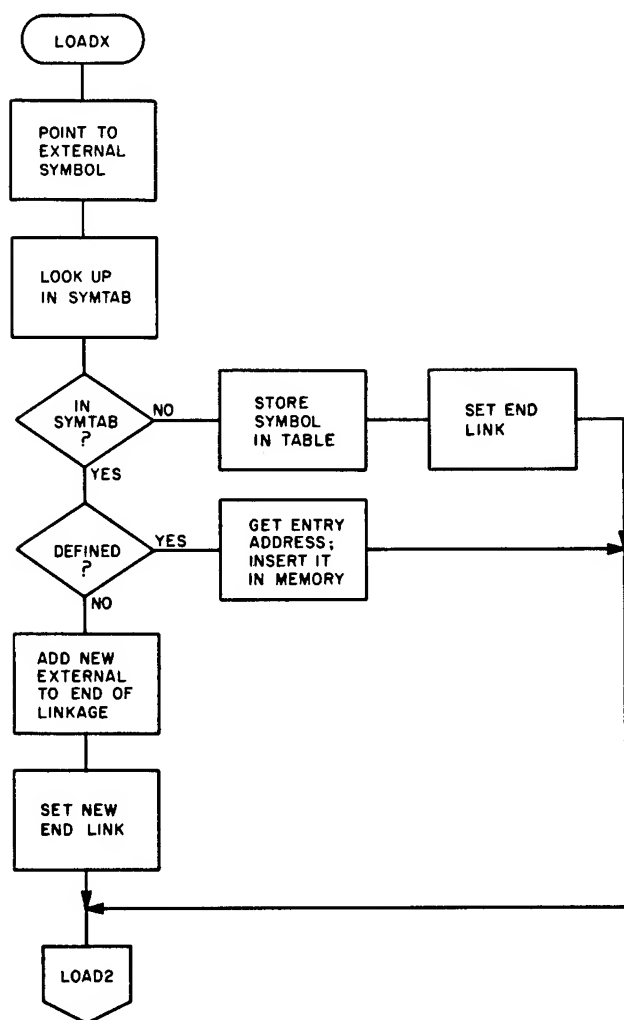 LOADX
POINT TO
EXTERNAL
SYMBOL
LOOK UP
IN SYMTAB
IN
SYMTAB
?
NO
STORE
SYMBOL
IN TABLE
SET END
LINK
YES
DEFINED
?
YES
GET ENTRY
ADDRESS;
INSERT IT
IN MEMORY
NO
ADD NEW
EXTERNAL
TO END OF
LINKAGE
SET NEW
END LINK
LOAD2